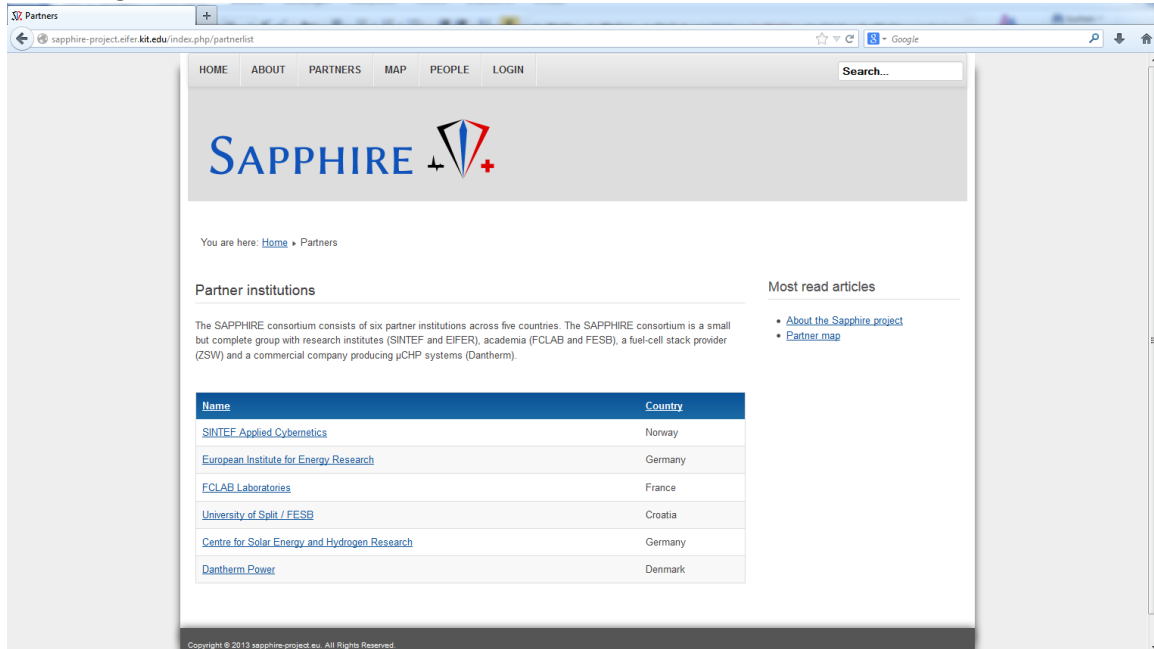 Partners
sapphire-project.eifer.kit.edu/index.php/partnerlist
Google
HOME ABOUT PARTNERS MAP PEOPLE LOGIN
Search...
SAPPHIRE
You are here: Home Partners
Partner institutions
The SAPPHIRE consortium consists of six partner institutions across five countries. The SAPPHIRE consortium is a small
but complete group with research institutes (SINTEF and EIFER), academia (FCLAB and FESB), a fuel-cell stack provider
(ZSW) and a commercial company producing µCHP systems (Dantherm).
Name Country
SINTEF Applied Cybernetics Norway
European Institute for Energy Research Germany
FCLAB Laboratories France
University of Split / FESB Croatia
Centre for Solar Energy and Hydrogen Research Germany
Dantherm Power Denmark
Most read articles
• About the Sapphire project
• Partner map
Copyright © 2013 sapphire-project.eu. All Rights Reserved.